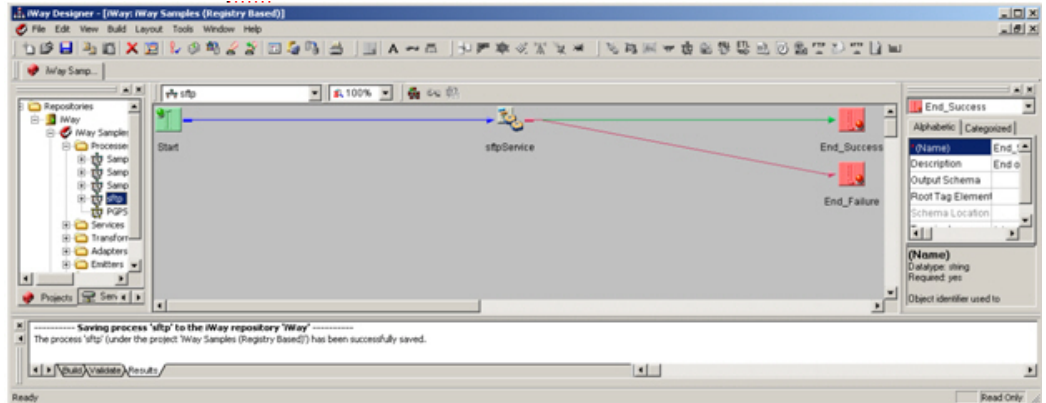 iWay Designer - [iWay: iWay Samples (Registry Based)]
File Edit View Build Layout Tools Window Help
iWay Samp...
Repositories
iWay
iWay Samples
Processes
Samp
Samp
Samp
sftp
PGPS
Services
Transform
Adapters
Emitters
Projects
sftp
100%
Start
sftpService
End_Success
End_Failure
End_Success
Alphabetic Categorized
(Name) End_
Description End o
Output Schema
Root Tag Element
Schema Location
(Name)
Datatype: string
Required: yes
Object identifier used to
---------- Saving process 'sftp' to the iWay repository 'iWay' ----------
The process 'sftp' (under the project 'iWay Samples (Registry Based)') has been successfully saved.
Build Validate Results
Ready
Read Only